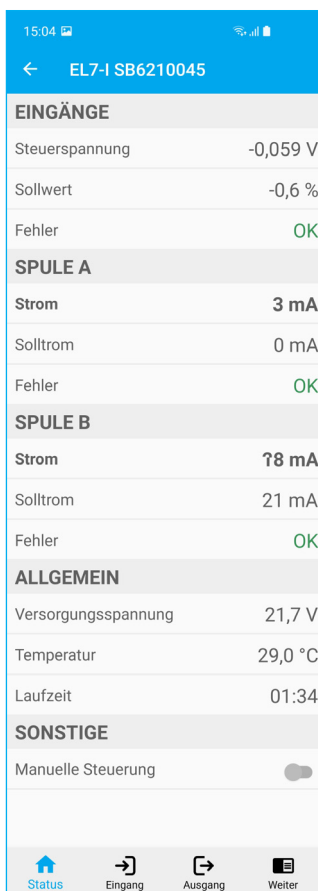 15:04
EL7-I SB6210045
EINGÄNGE
Steuerspannung -0,059 V
Sollwert -0,6 %
Fehler OK
SPULE A
Strom 3 mA
Solltrom 0 mA
Fehler OK
SPULE B
Strom mA
Solltrom 21 mA
Fehler OK
ALLGEMEIN
Versorgungsspannung 21,7 V
Temperatur 29,0 °C
Laufzeit 01:34
SONSTIGE
Manuelle Steuerung
Status Eingang Ausgang Weiter